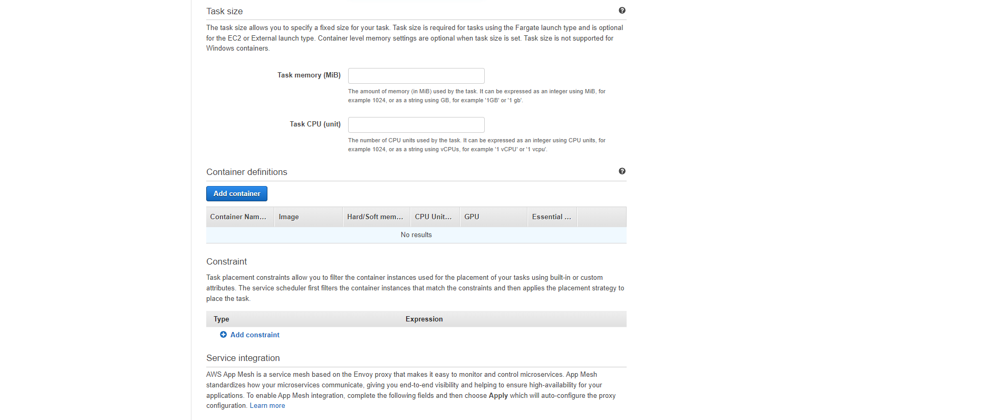 Task size
The task size allows you to specify a fixed size for your task. Task size is required for tasks using the Fargate launch type and is optional
for the EC2 or External launch type. Container level memory settings are optional when task size is set. Task size is not supported for
Windows containers.
Task memory (MiB)
The amount of memory (in MiB) used by the task. It can be expressed as an integer using MiB, for
example 1024, or as a string using GB, for example '1GB' or '1 gb'.
Task CPU (unit)
The number of CPU units used by the task. It can be expressed as an integer using CPU units, for
example 1024, or as a string using vCPUs, for example '1 vCPU' or '1 vcpu'.
Container definitions
Add container
Container Nam... Image Hard/Soft mem... CPU Unit... GPU Essential ...
No results
Constraint
Task placement constraints allow you to filter the container instances used for the placement of your tasks using built-in or custom
attributes. The service scheduler first filters the container instances that match the constraints and then applies the placement strategy to
place the task.
Type Expression
Add constraint
Service integration
AWS App Mesh is a service mesh based on the Envoy proxy that makes it easy to monitor and control microservices. App Mesh
standardizes how your microservices communicate, giving you end-to-end visibility and helping to ensure high-availability for your
applications. To enable App Mesh integration, complete the following fields and then choose Apply which will auto-configure the proxy
configuration. Learn more